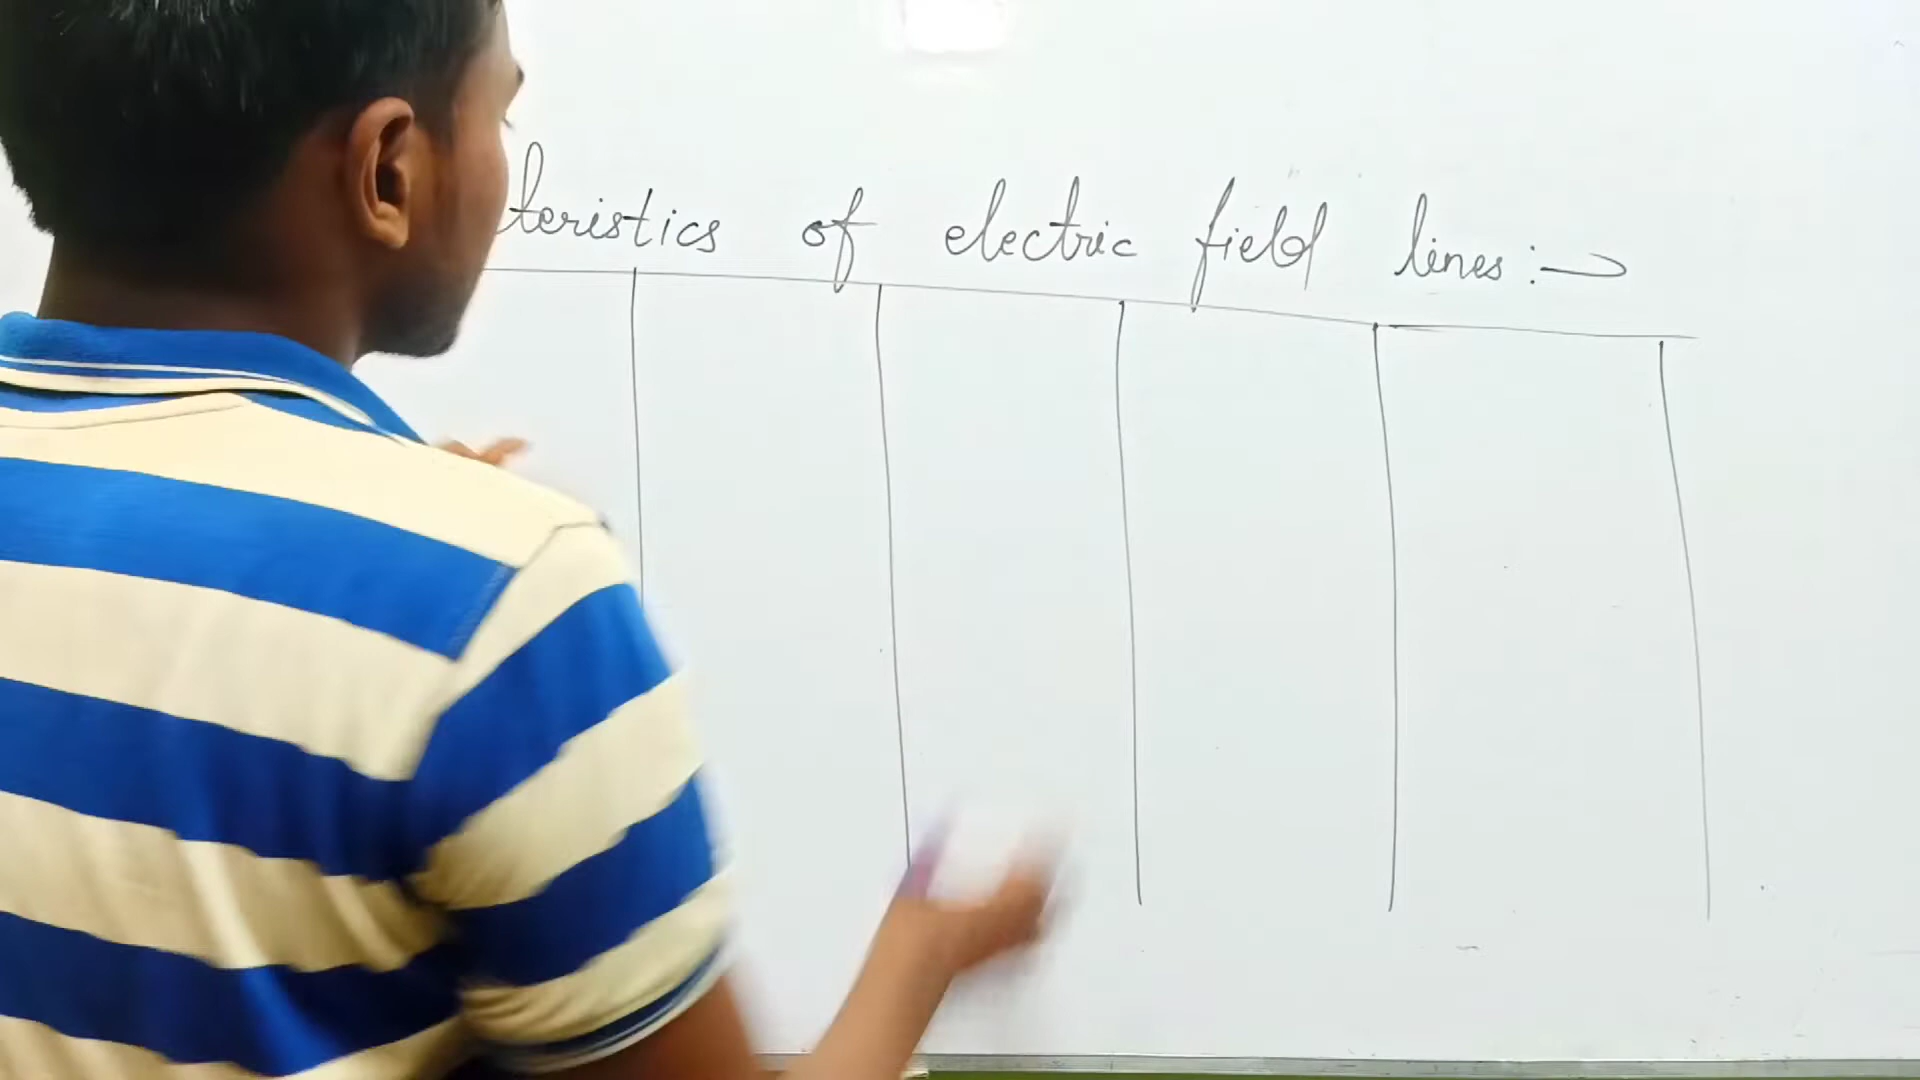 teristics of electric field lines :→